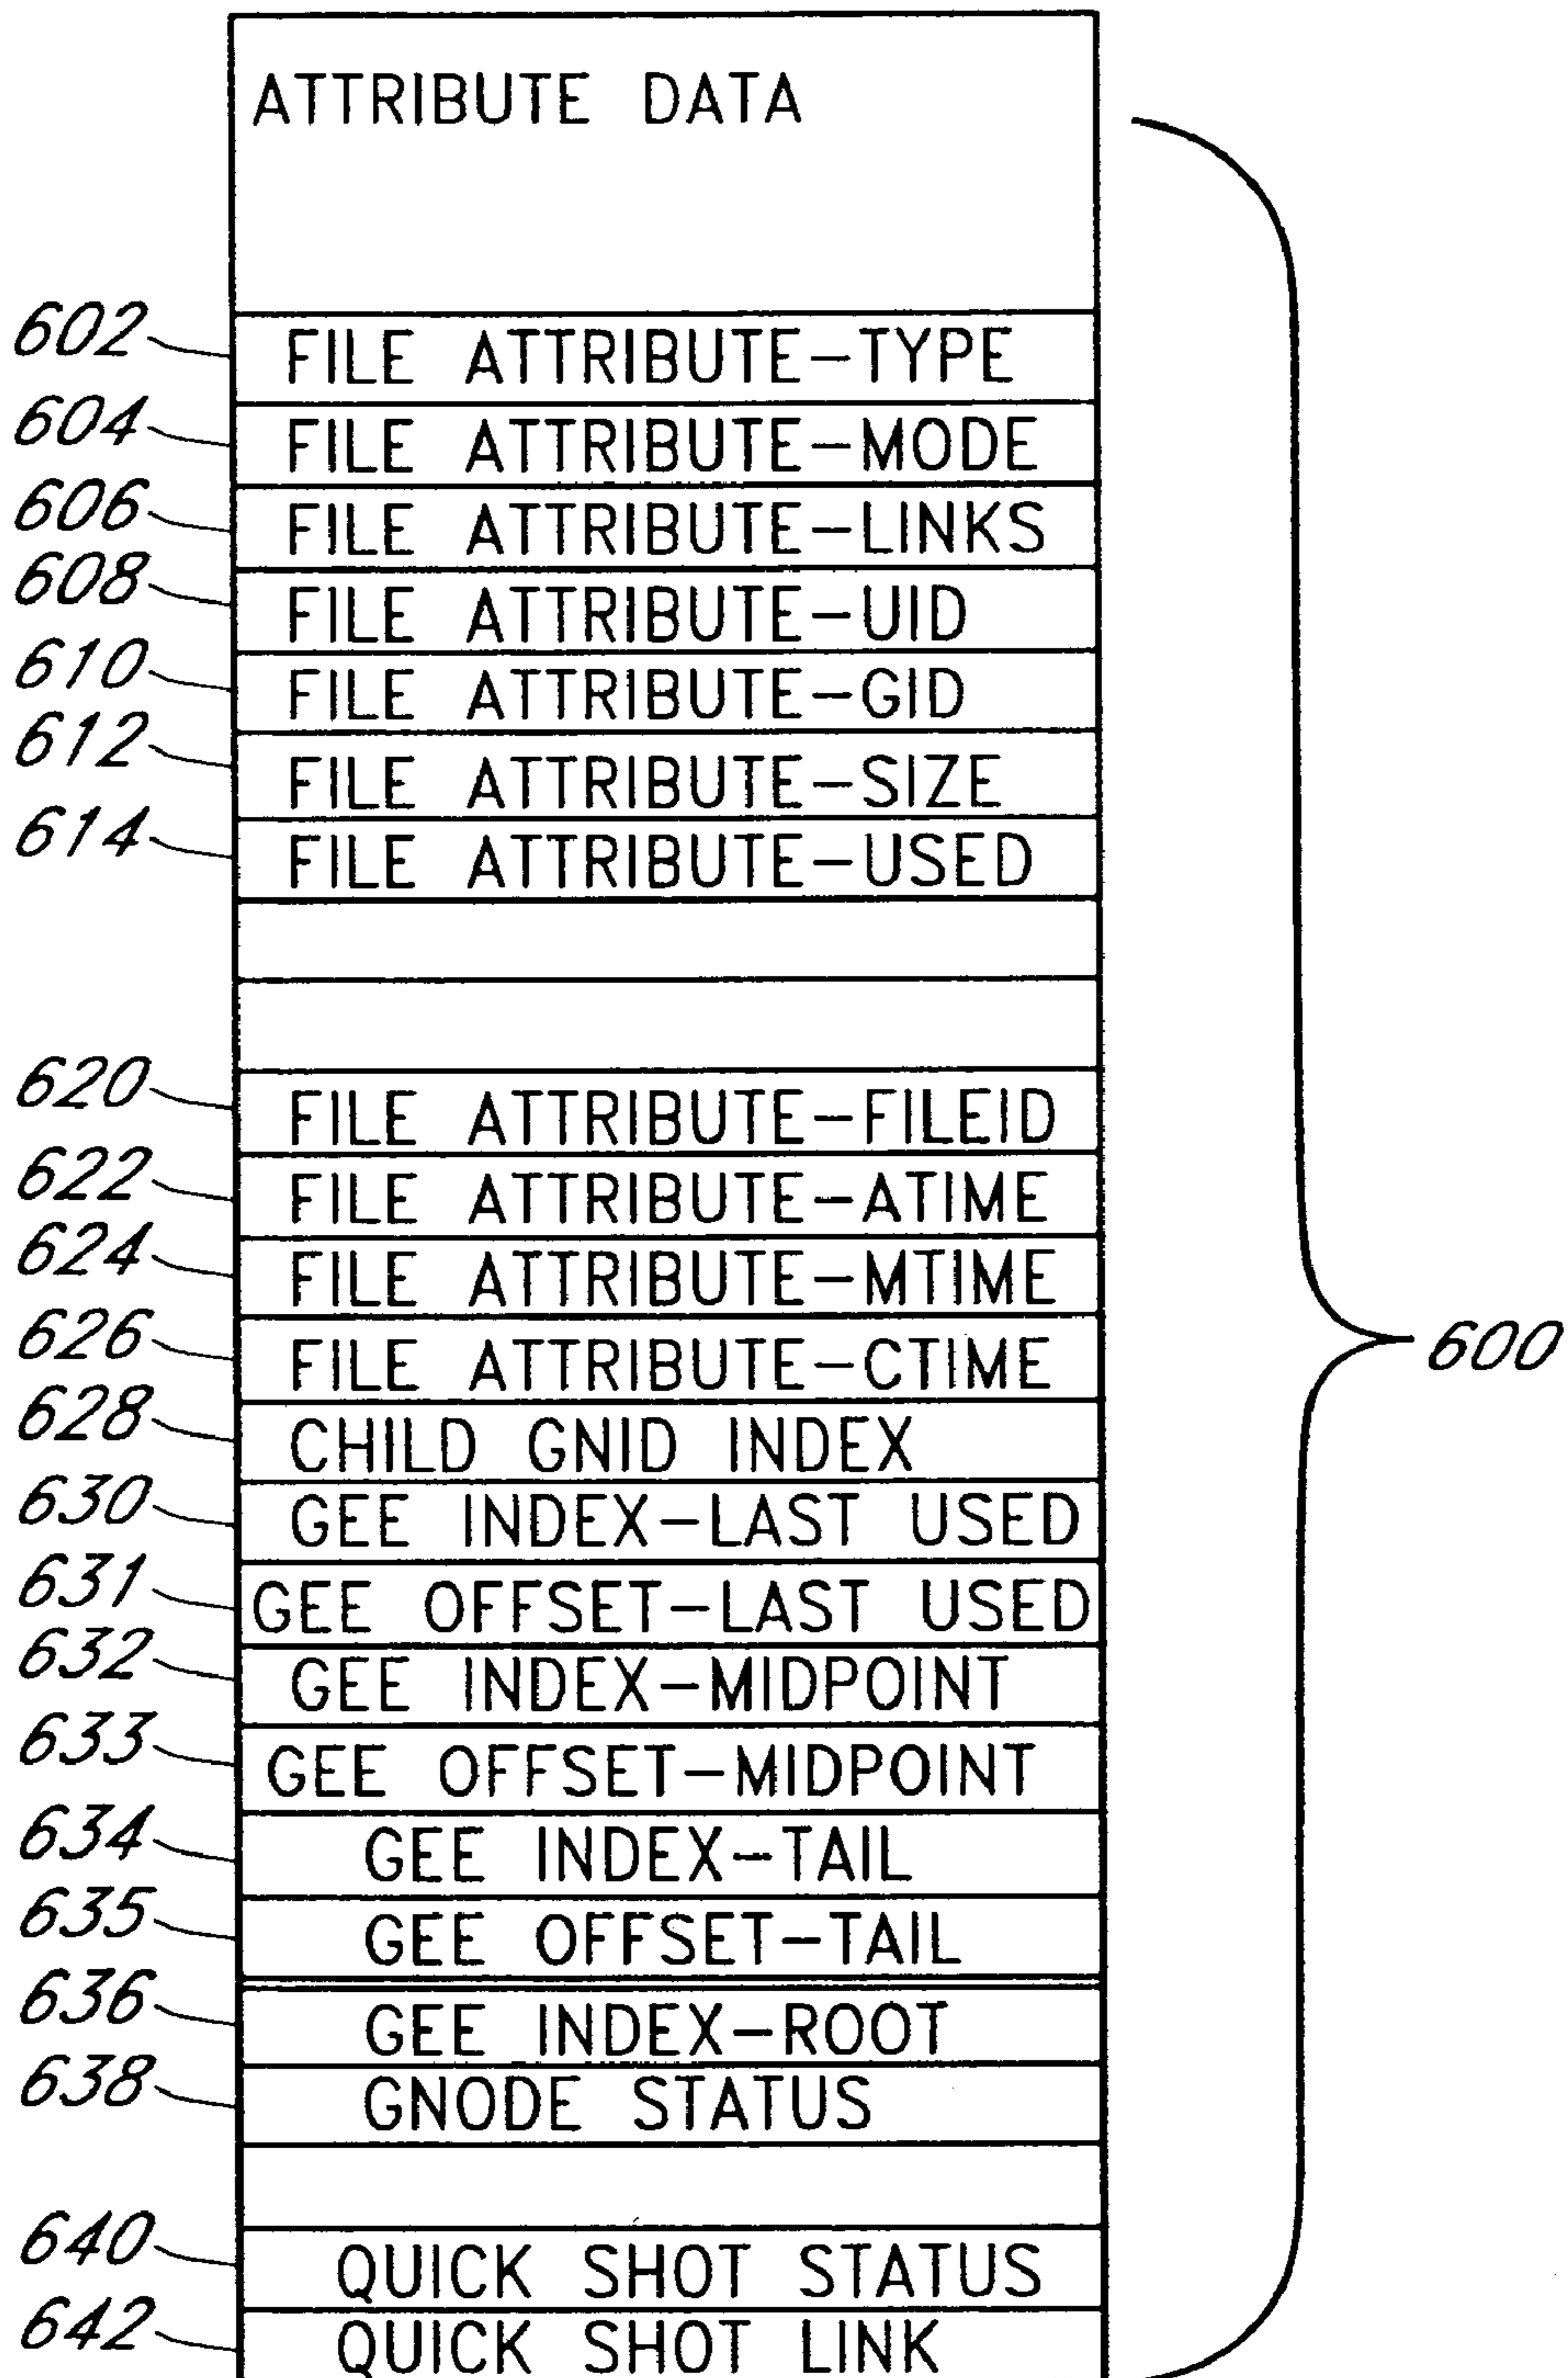 ATTRIBUTE DATA
602 FILE ATTRIBUTE-TYPE
604 FILE ATTRIBUTE-MODE
606 FILE ATTRIBUTE-LINKS
608 FILE ATTRIBUTE-UID
610 FILE ATTRIBUTE-GID
612 FILE ATTRIBUTE-SIZE
614 FILE ATTRIBUTE-USED
620 FILE ATTRIBUTE-FILEID
622 FILE ATTRIBUTE-ATIME
624 FILE ATTRIBUTE-MTIME
626 FILE ATTRIBUTE-CTIME
600
628 CHILD GNID INDEX
630 GEE INDEX-LAST USED
631 GEE OFFSET-LAST USED
632 GEE INDEX-MIDPOINT
633 GEE OFFSET-MIDPOINT
634 GEE INDEX-TAIL
635 GEE OFFSET-TAIL
636 GEE INDEX-ROOT
638 GNODE STATUS
640 QUICK SHOT STATUS
642 QUICK SHOT LINK